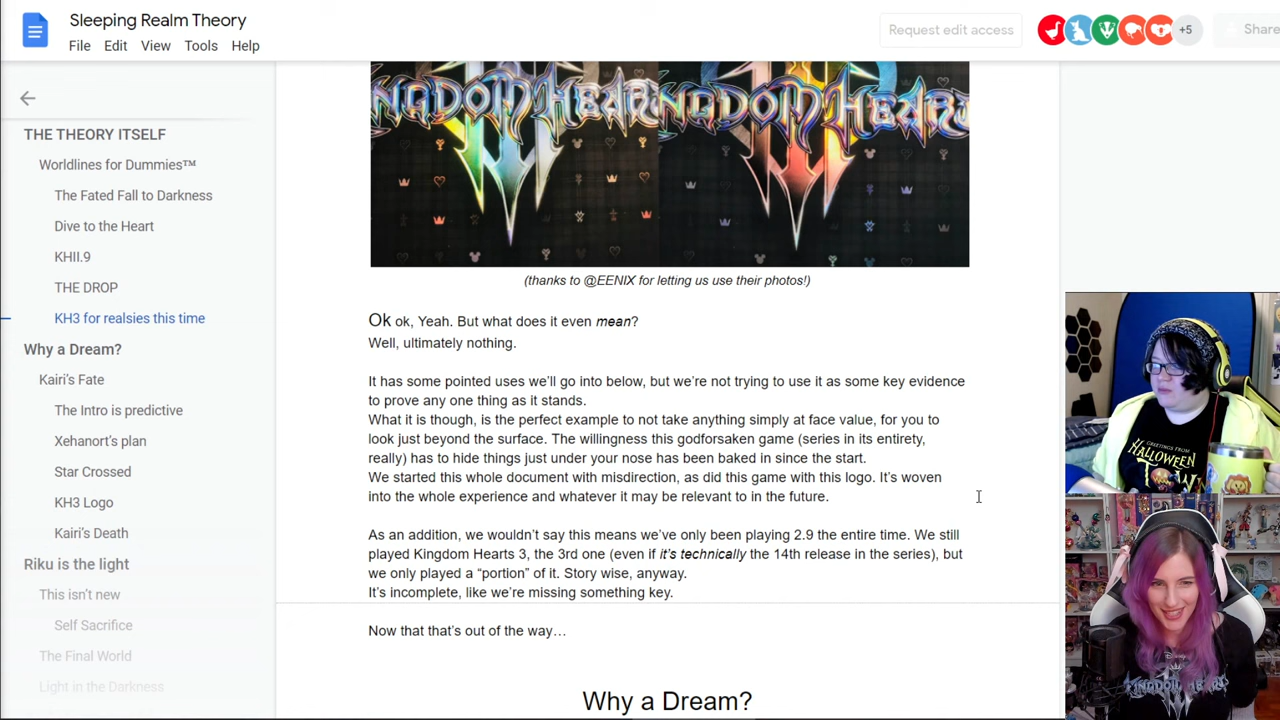 Sleeping Realm Theory
File Edit View Tools Help
Request edit access
+5
Share
THE THEORY ITSELF
Worldlines for Dummies™
The Fated Fall to Darkness
Dive to the Heart
KHII.9
THE DROP
KH3 for realsies this time
Why a Dream?
Kairi's Fate
The Intro is predictive
Xehanort's plan
Star Crossed
KH3 Logo
Kairi's Death
Riku is the light
This isn't new
Self Sacrifice
The Final World
Light in the Darkness
KINGDOM HEARTS KINGDOM HEARTS
(thanks to @EENIX for letting us use their photos!)
Ok ok, Yeah. But what does it even mean?
Well, ultimately nothing.
It has some pointed uses we'll go into below, but we're not trying to use it as some key evidence
to prove any one thing as it stands.
What it is though, is the perfect example to not take anything simply at face value, for you to
look just beyond the surface. The willingness this godforsaken game (series in its entirety,
really) has to hide things just under your nose has been baked in since the start.
We started this whole document with misdirection, as did this game with this logo. It's woven
into the whole experience and whatever it may be relevant to in the future.
As an addition, we wouldn't say this means we've only been playing 2.9 the entire time. We still
played Kingdom Hearts 3, the 3rd one (even if it's technically the 14th release in the series), but
we only played a “portion” of it. Story wise, anyway.
It's incomplete, like we're missing something key.
Now that that's out of the way…
Why a Dream?
GREETINGS FROM
HALLOWEEN
TOWN
KINGDOM HEARTS